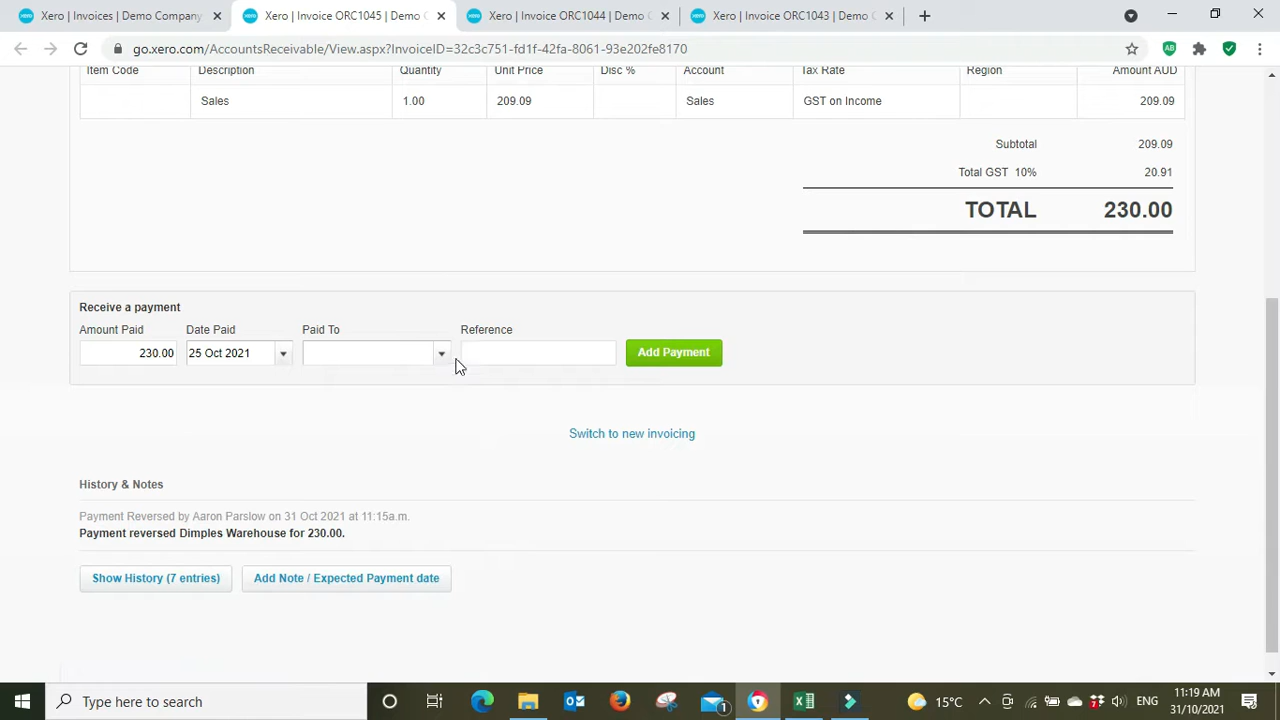 Xero | Invoices | Demo Company
Xero | Invoice ORC1045 | Demo C
Xero | Invoice ORC1044 | Demo C
Xero | Invoice ORC1043 | Demo C
go.xero.com/AccountsReceivable/View.aspx?InvoiceID=32c3c751-fd1f-42fa-8061-93e202fe8170
AB
Item Code Description Quantity Unit Price Disc % Account Tax Rate Region Amount AUD
Sales 1.00 209.09 Sales GST on Income 209.09
Subtotal 209.09
Total GST 10% 20.91
TOTAL 230.00
Receive a payment
Amount Paid Date Paid Paid To Reference
230.00 25 Oct 2021 Add Payment
Switch to new invoicing
History & Notes
Payment Reversed by Aaron Parslow on 31 Oct 2021 at 11:15a.m.
Payment reversed Dimples Warehouse for 230.00.
Show History (7 entries) Add Note / Expected Payment date
Type here to search
1
15°C
7
ENG
11:19 AM
31/10/2021